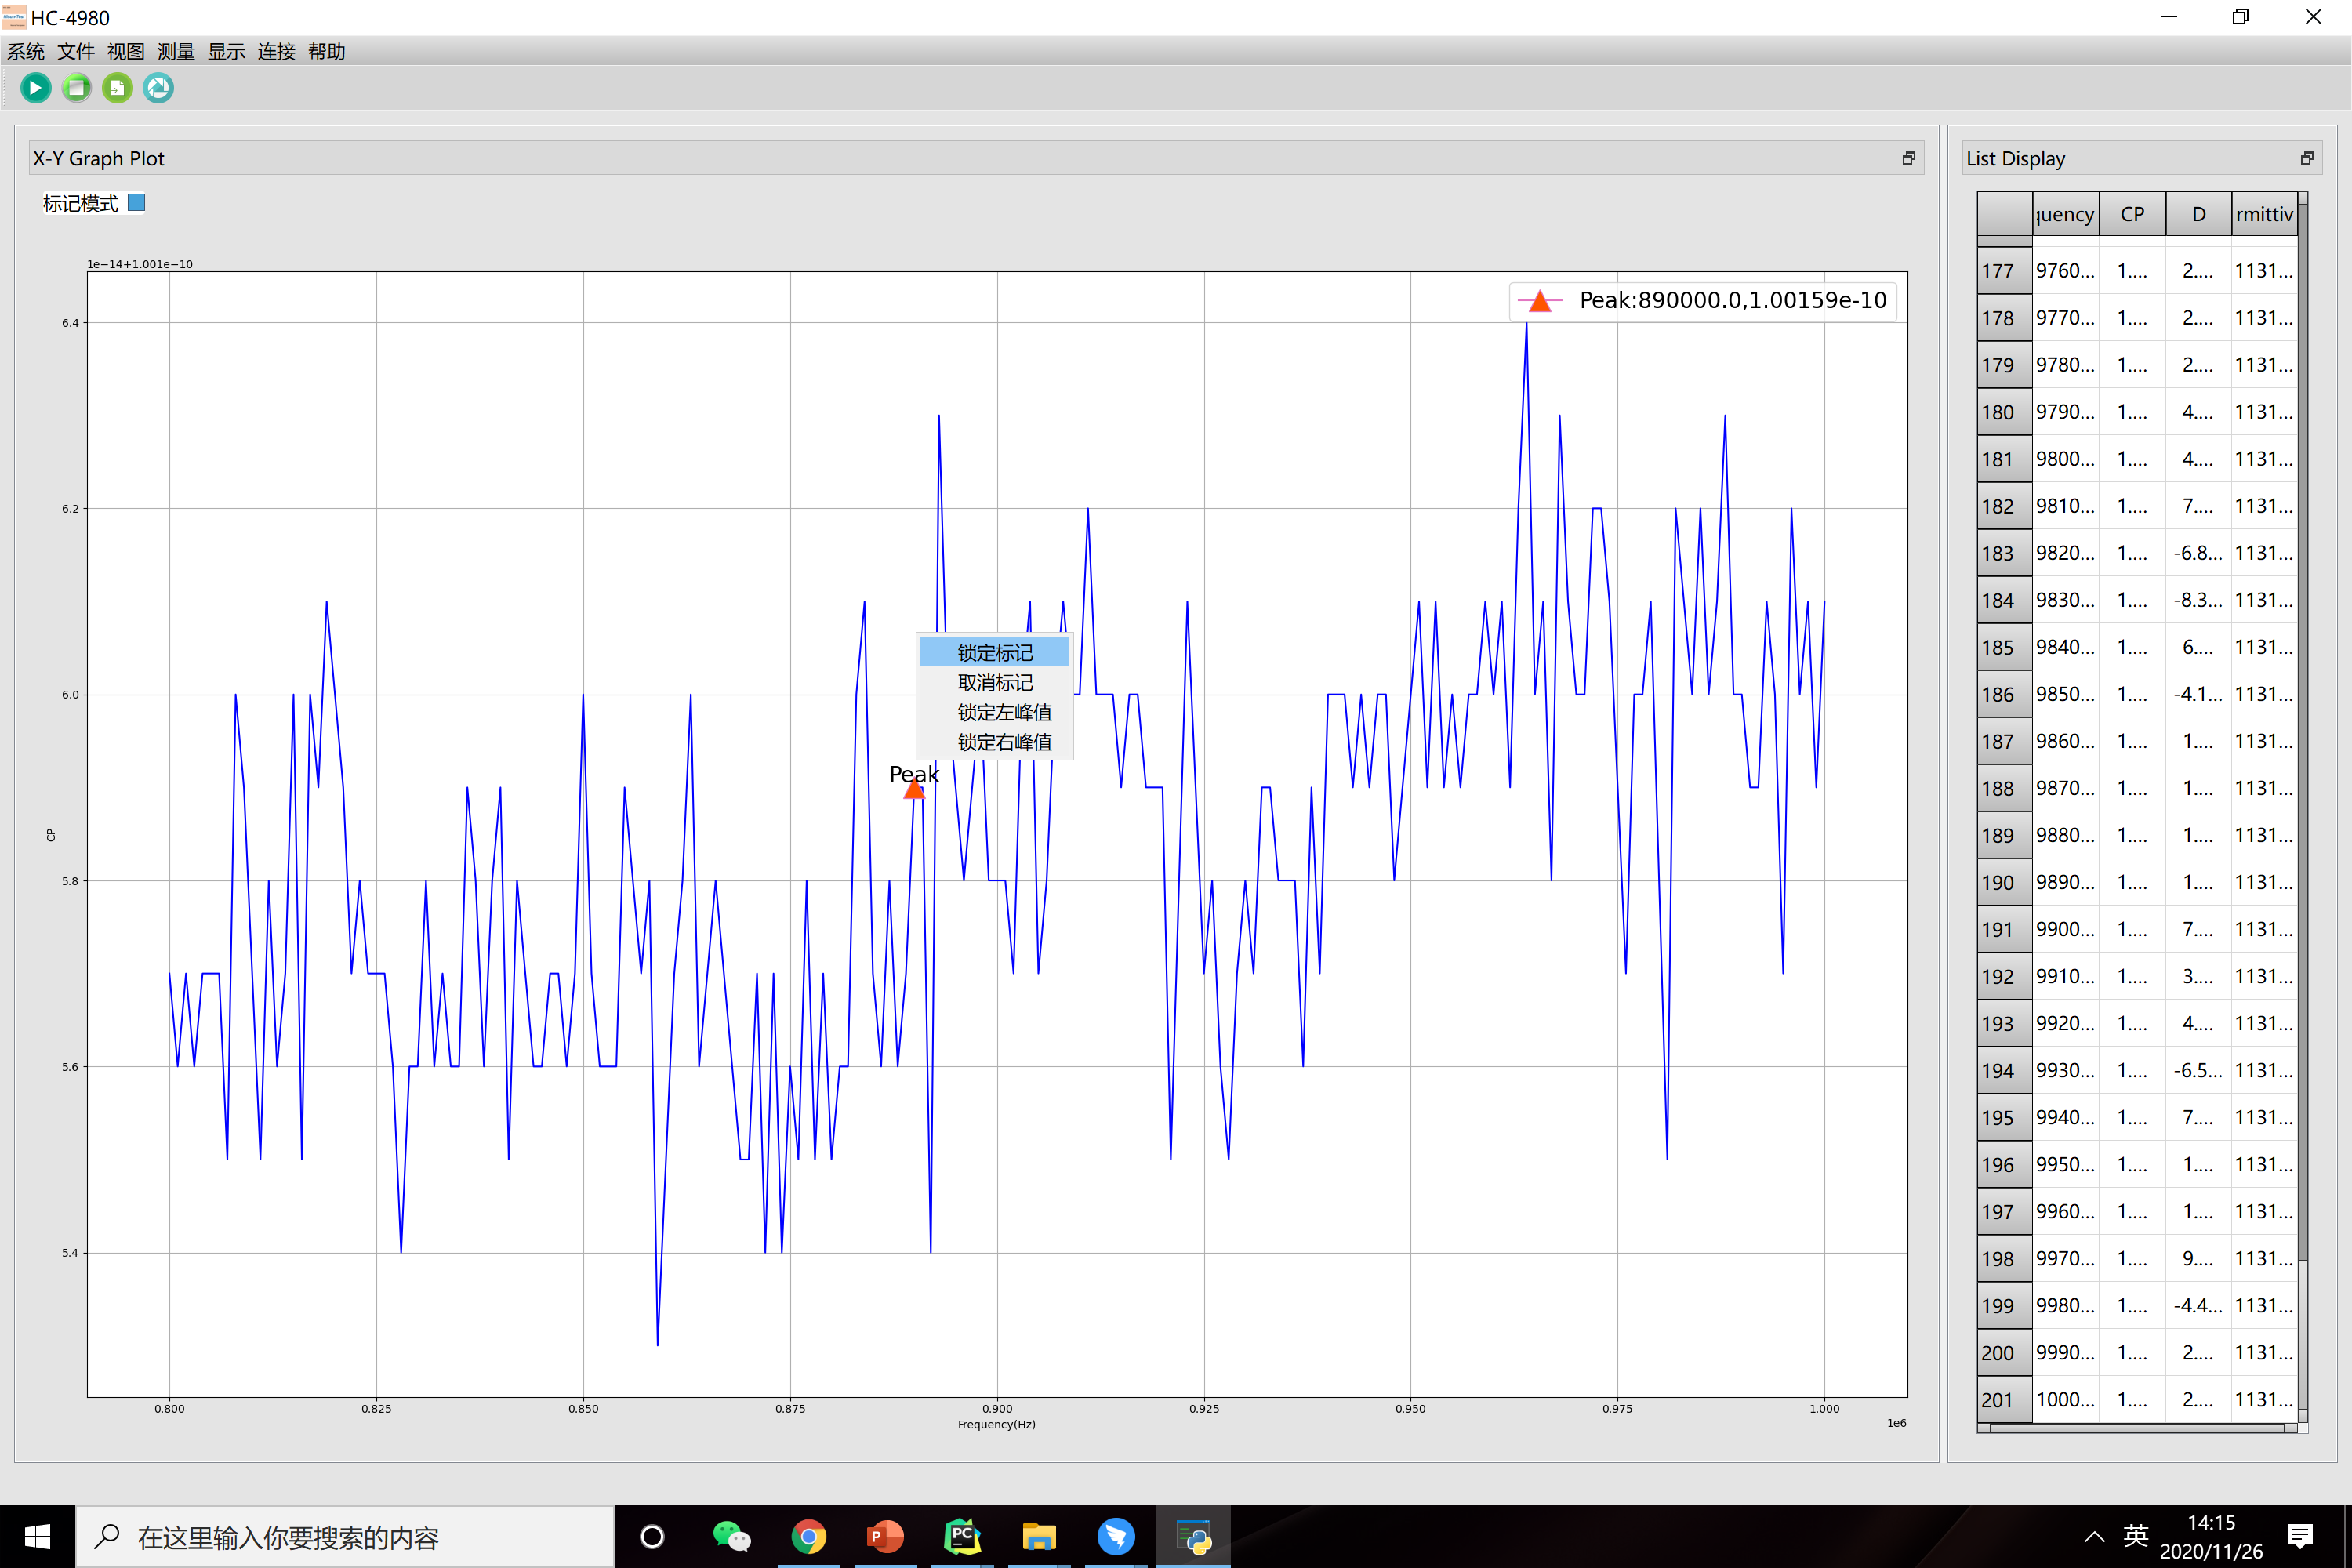 HC-4980
系统 文件 视图 测量 显示 连接 帮助
X-Y Graph Plot
标记模式
1e−14+1.001e−10
Peak:890000.0,1.00159e-10
6.4
6.2
6.0
5.8
5.6
5.4
CP
锁定标记
取消标记
锁定左峰值
锁定右峰值
Peak
0.800 0.825 0.850 0.875 0.900 0.925 0.950 0.975 1.000
Frequency(Hz)
1e6
List Display
quency CP D rmittiv
177 9760... 1.... 2.... 1131...
178 9770... 1.... 2.... 1131...
179 9780... 1.... 2.... 1131...
180 9790... 1.... 4.... 1131...
181 9800... 1.... 4.... 1131...
182 9810... 1.... 7.... 1131...
183 9820... 1.... -6.8... 1131...
184 9830... 1.... -8.3... 1131...
185 9840... 1.... 6.... 1131...
186 9850... 1.... -4.1... 1131...
187 9860... 1.... 1.... 1131...
188 9870... 1.... 1.... 1131...
189 9880... 1.... 1.... 1131...
190 9890... 1.... 1.... 1131...
191 9900... 1.... 7.... 1131...
192 9910... 1.... 3.... 1131...
193 9920... 1.... 4.... 1131...
194 9930... 1.... -6.5... 1131...
195 9940... 1.... 7.... 1131...
196 9950... 1.... 1.... 1131...
197 9960... 1.... 1.... 1131...
198 9970... 1.... 9.... 1131...
199 9980... 1.... -4.4... 1131...
200 9990... 1.... 2.... 1131...
201 1000... 1.... 2.... 1131...
在这里输入你要搜索的内容
P
PC
英
14:15
2020/11/26